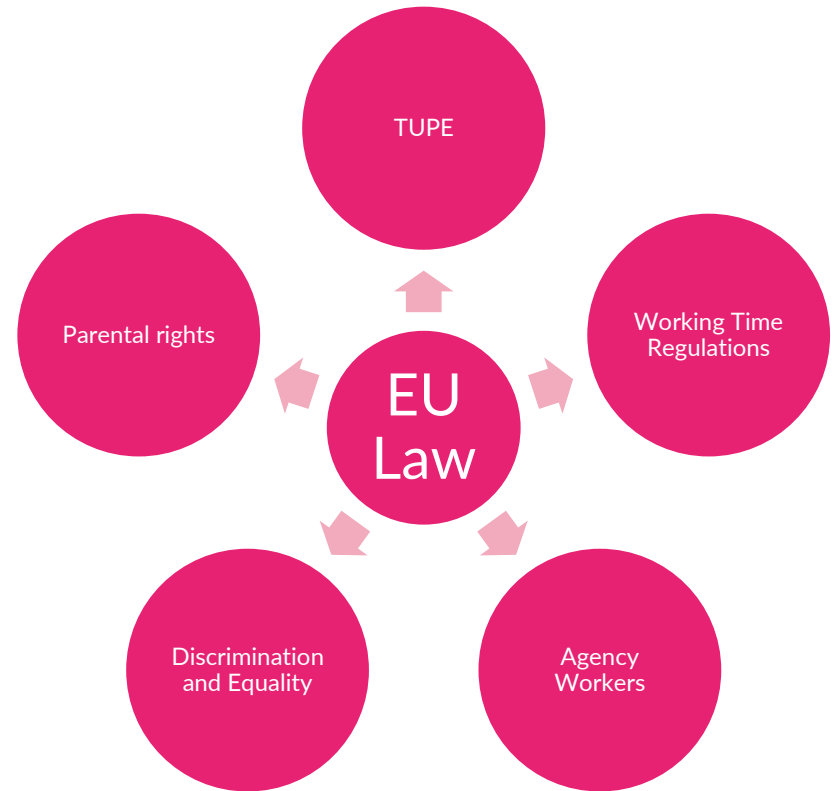 TUPE
Parental rights
Working Time
Regulations
EU
Law
Discrimination
and Equality
Agency
Workers